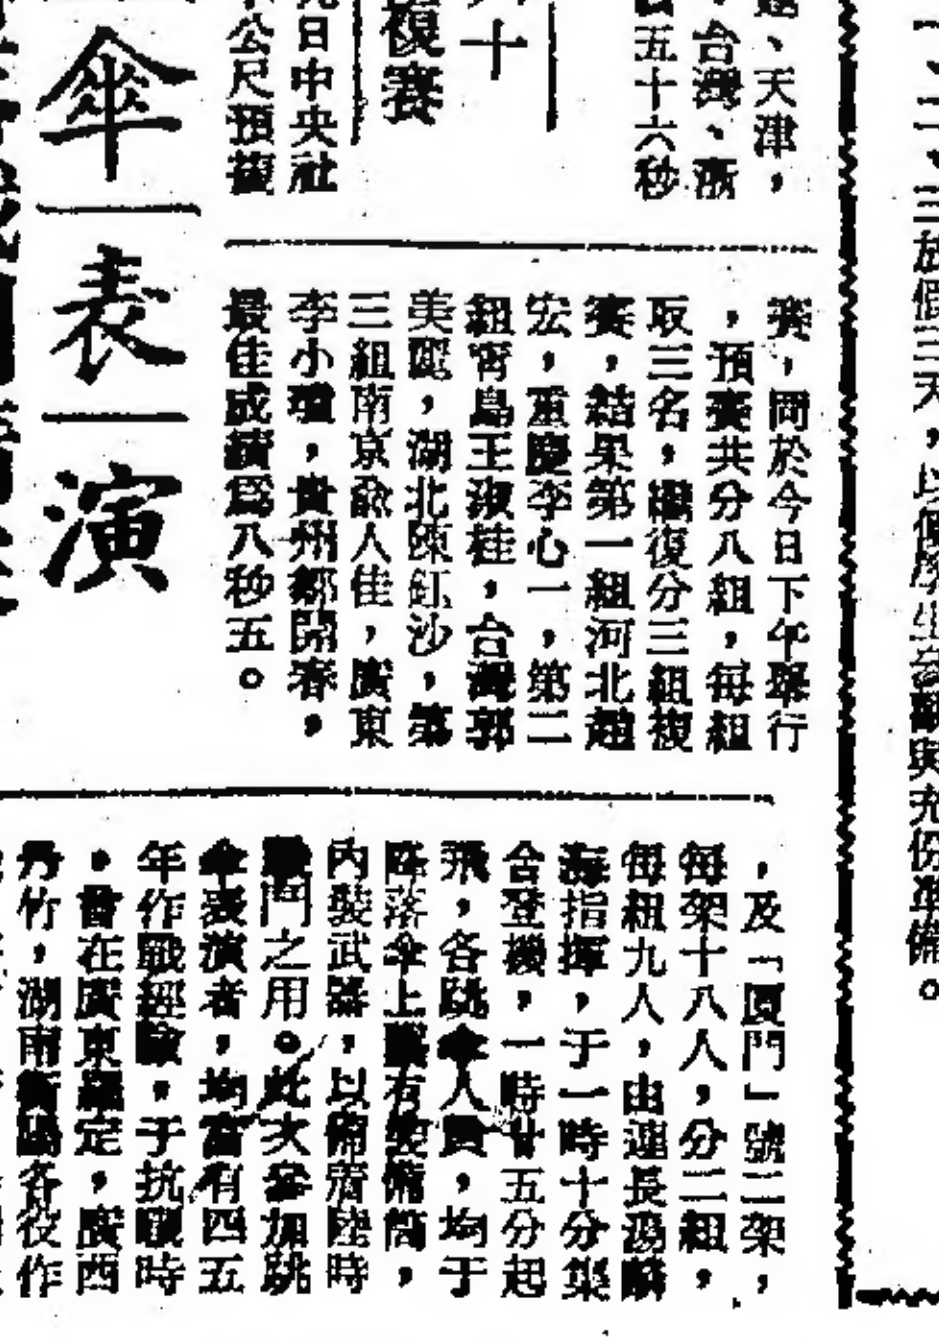 放假三天，以便學生參觀與充份準備。
、天津，
、台灣、浙
五十六秒
十
複賽
日中央社
公尺預複
傘
表
演
賽，同於今日下午舉行
，預賽共分八組，每組
取三名，繼復分三組複
賽，結果第一組河北趙
宏，重慶李心一，第二
組青島王淑桂，台灣郭
美麗，湖北陳釭沙，第
三組南京兪人佳，廣東
李小瓊，貴州鄭開春，
最佳成績爲八秒五。
，及「厦門」號二架，
每架十八人，分二組，
每組九人，由連長湯麟
海指揮，于一時十分集
合登機，一時廿五分起
飛，各跳傘人員，均于
降落傘上有裝備筒，
內裝武器，以備着陸時
戰鬥之用。此次參加跳
傘表演者，均富有四五
年作戰經驗，于抗戰時
，曾在廣東羅定，廣西
丹竹，湖南衡陽各役作